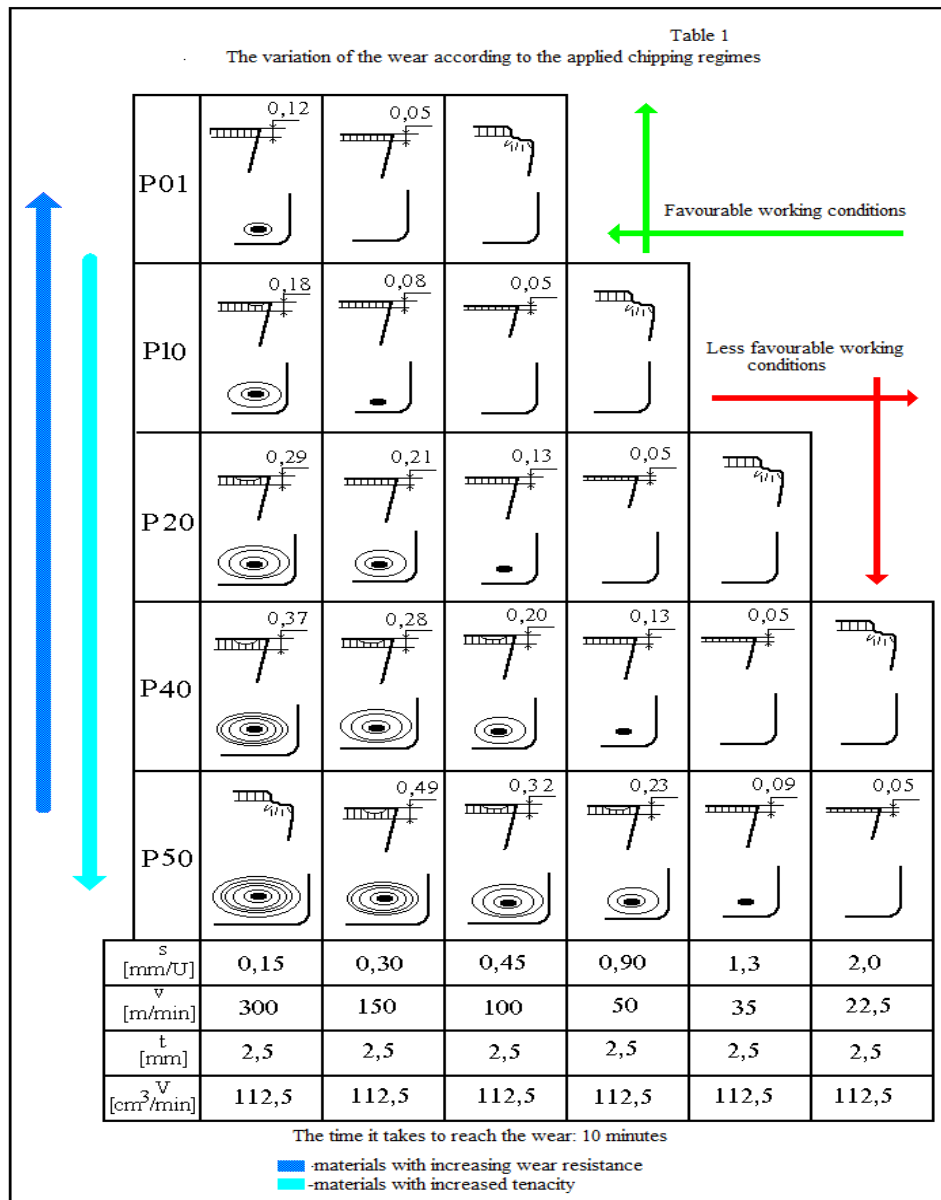 Table 1
The variation of the wear according to the applied chipping regimes
0,12 0,05
P01
Favourable working conditions
0,18 0,08 0,05
P10
Less favourable working
conditions
0,29 0,21 0,13 0,05
P20
0,37 0,28 0,20 0,13 0,05
P40
0,49 0,32 0,23 0,09 0,05
P50
s
[mm/U] 0,15 0,30 0,45 0,90 1,3 2,0
v
[m/min] 300 150 100 50 35 22,5
t
[mm] 2,5 2,5 2,5 2,5 2,5 2,5
V
[cm³/min] 112,5 112,5 112,5 112,5 112,5 112,5
The time it takes to reach the wear: 10 minutes
-materials with increasing wear resistance
-materials with increased tenacity